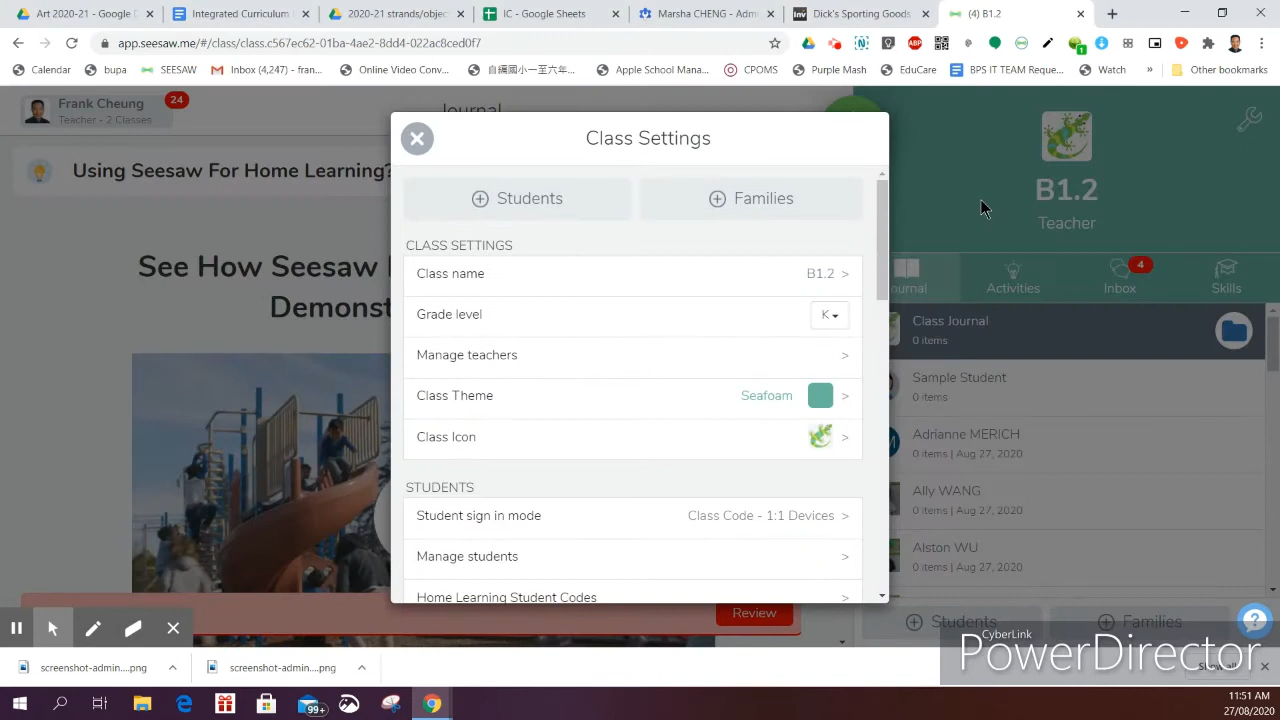 Art 2020-21 - Google D
Integrated Curriculum D
2020-21 strands/objec
IC - Google Sheets
Marsha CHENG - Admi
Inv
Dick's Sporting Goods
(4) B1.2
app.seesaw.me/#/class/class.c567ec62-01ba-4ae2-8dd4-022ac8c6d0f7
Calendar
bupa
SEESAW
Inbox (4,247) - fran...
Online Video Conv...
自編國小一至六年...
Apple School Mana...
CPOMS
Purple Mash
EduCare
BPS IT TEAM Reque...
Watch
»
Other Bookmarks
Frank Cheung
Teacher - 2 Classes
24
Journal
Using Seesaw For Home Learning?
See How Seesaw
Demonst
Review
Class Settings
Students
Families
CLASS SETTINGS
Class name
B1.2 >
Grade level
K
Manage teachers
>
Class Theme
Seafoam >
Class Icon
>
STUDENTS
Student sign in mode
Class Code - 1:1 Devices >
Manage students
>
Home Learning Student Codes
>
B1.2
Teacher
ournal
Activities
Inbox
4
Skills
Class Journal
0 items
Sample Student
0 items
Adrianne MERICH
0 items | Aug 27, 2020
Ally WANG
0 items | Aug 27, 2020
Alston WU
0 items | Aug 27, 2020
Students
Families
CyberLink
PowerDirector
screenshot-admin....png
screenshot-admin....png
Show all
99+
11:51 AM
27/08/2020